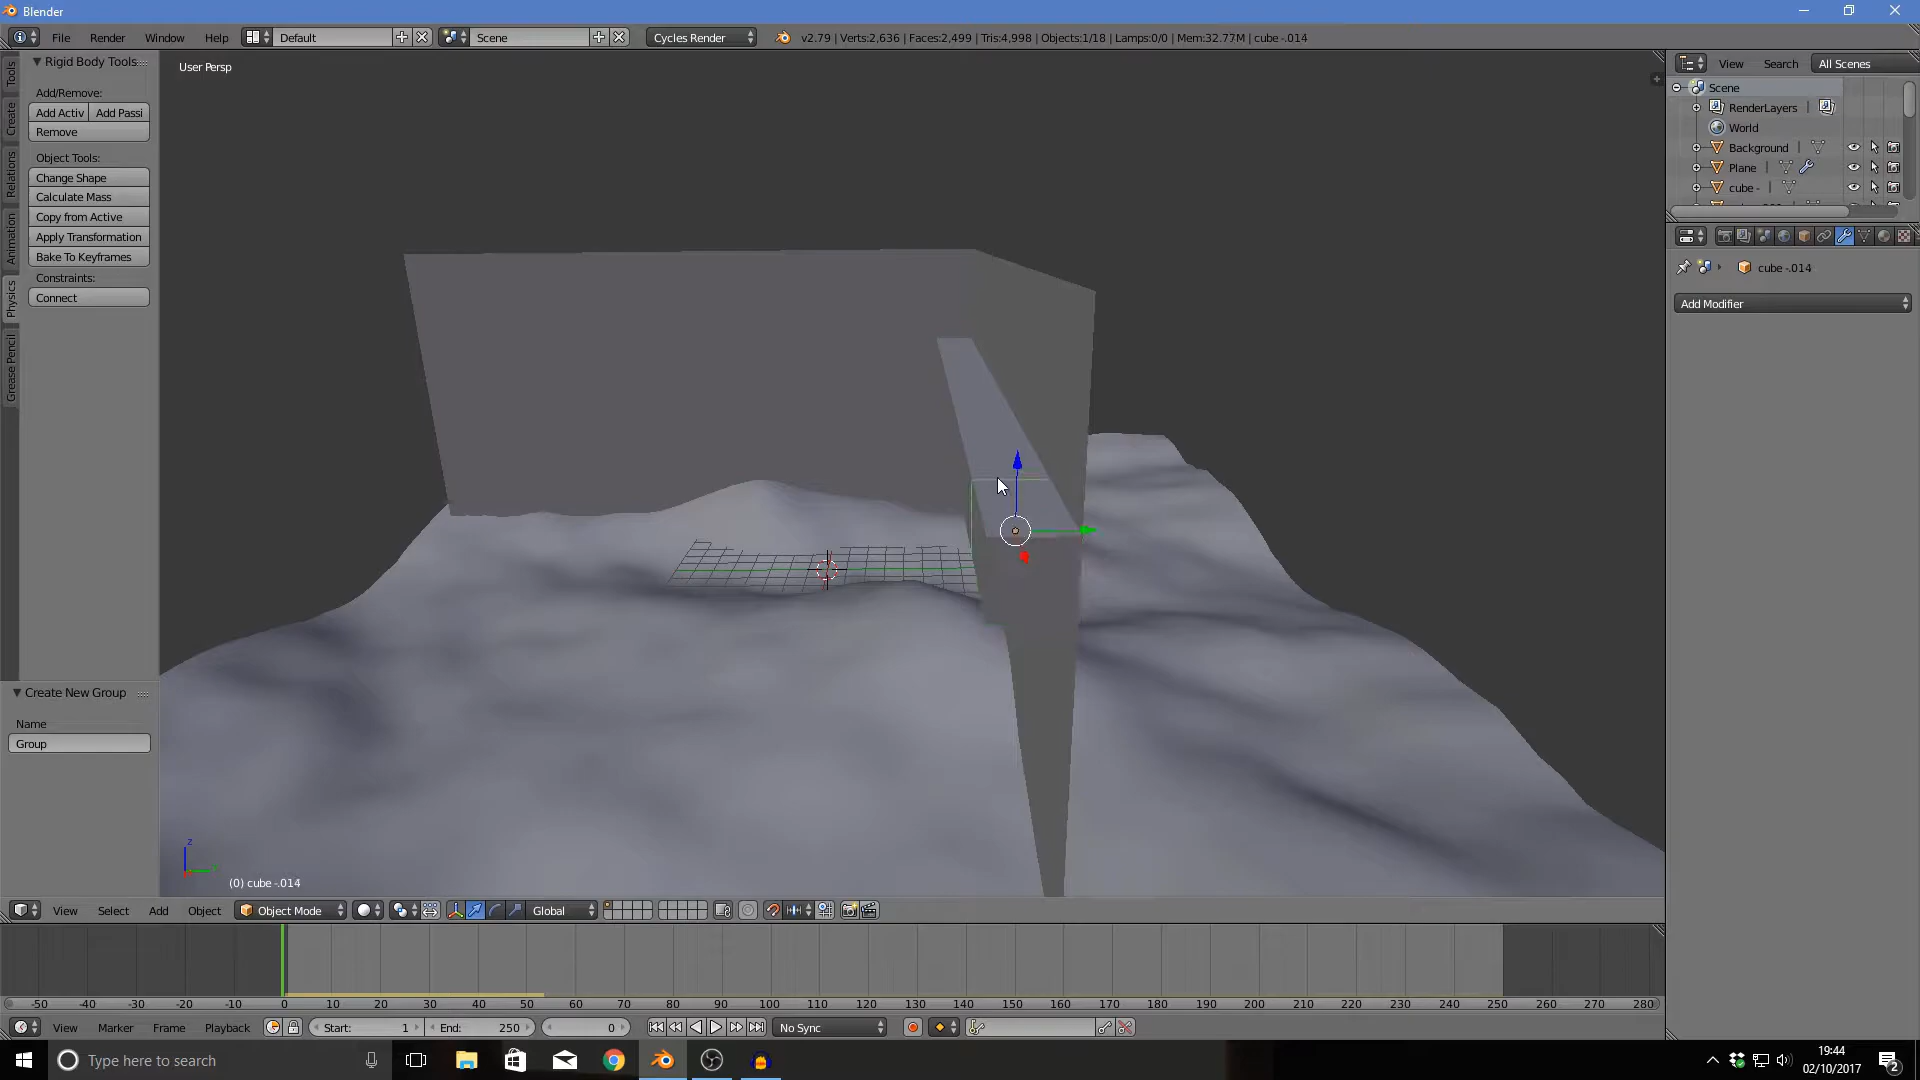 Blender
File Render Window Help Default Scene Cycles Render v2.79 | Verts:2,636 | Faces:2,499 | Tris:4,998 | Objects:1/18 | Lamps:0/0 | Mem:32.77M | cube -.014
Rigid Body Tools
User Persp
View Search All Scenes
Tools
Create
Relations
Animation
Physics
Grease Pencil
Add/Remove:
Add Activ Add Passi
Remove
Object Tools:
Change Shape
Calculate Mass
Copy from Active
Apply Transformation
Bake To Keyframes
Constraints:
Connect
Scene
RenderLayers
World
Background
Plane
cube -
cube -.014
Add Modifier
Create New Group
Name
Group
z
(0) cube -.014
View Select Add Object Object Mode Global
-50 -40 -30 -20 -10 0 10 20 30 40 50 60 70 80 90 100 110 120 130 140 150 160 170 180 190 200 210 220 230 240 250 260 270 280
View Marker Frame Playback Start: 1 End: 250 0 No Sync
Type here to search
19:44
02/10/2017
2